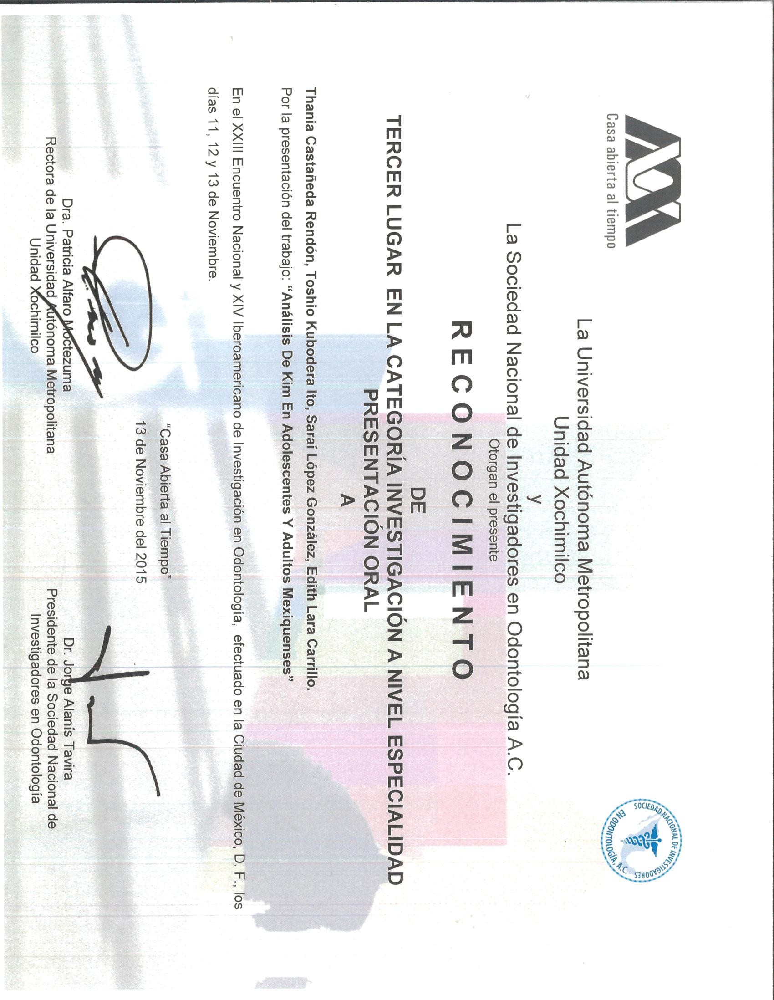 Casa abierta al tiempo
SOCIEDAD NACIONAL DE INVESTIGADORES
EN ODONTOLOGÍA, A.C.
La Universidad Autónoma Metropolitana
Unidad Xochimilco
y
La Sociedad Nacional de Investigadores en Odontología A.C.
Otorgan el presente
RECONOCIMIENTO
DE
TERCER LUGAR EN LA CATEGORÍA INVESTIGACIÓN A NIVEL ESPECIALIDAD
PRESENTACIÓN ORAL
A
Thania Castañeda Rendón, Toshio Kubodera Ito, Saraí López González, Edith Lara Carrillo.
Por la presentación del trabajo: “Análisis De Kim En Adolescentes Y Adultos Mexiquenses”
En el XXIII Encuentro Nacional y XIV Iberoamericano de Investigación en Odontología, efectuado en la Ciudad de México, D. F., los
días 11, 12 y 13 de Noviembre.
“Casa Abierta al Tiempo”
13 de Noviembre del 2015
Dra. Patricia Alfaro Moctezuma
Rectora de la Universidad Autónoma Metropolitana
Unidad Xochimilco
Dr. Jorge Alanís Tavira
Presidente de la Sociedad Nacional de
Investigadores en Odontología